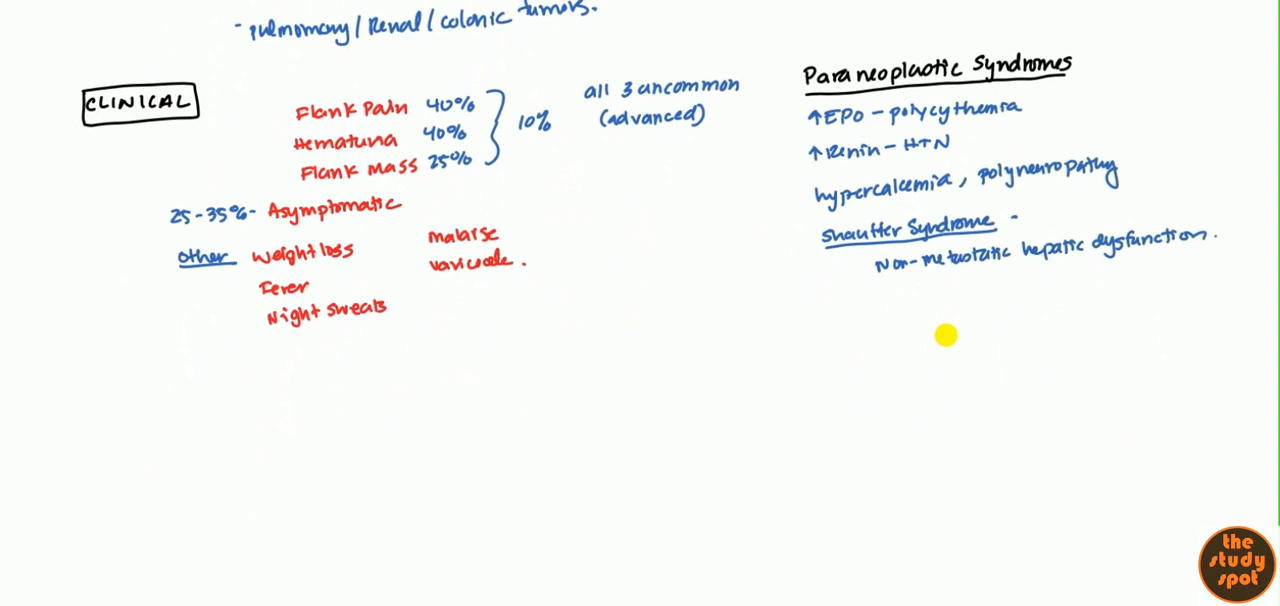 - pulmomary / Renal / colonic tumors.
CLINICAL
Flank Pain 40%
Hematuria 40%
Flank Mass 25%
10%
all 3 uncommon
(advanced)
25-35% - Asymptomatic
other weight loss
Fever
Night sweats
malaise
varicocele.
Paraneoplastic Syndromes
↑EPO - polycythemia
↑Renin - HTN
hypercalcemia, polyneuropathy
Shauffer Syndrome -
Non-metastatic hepatic dysfunction.
the
study
spot